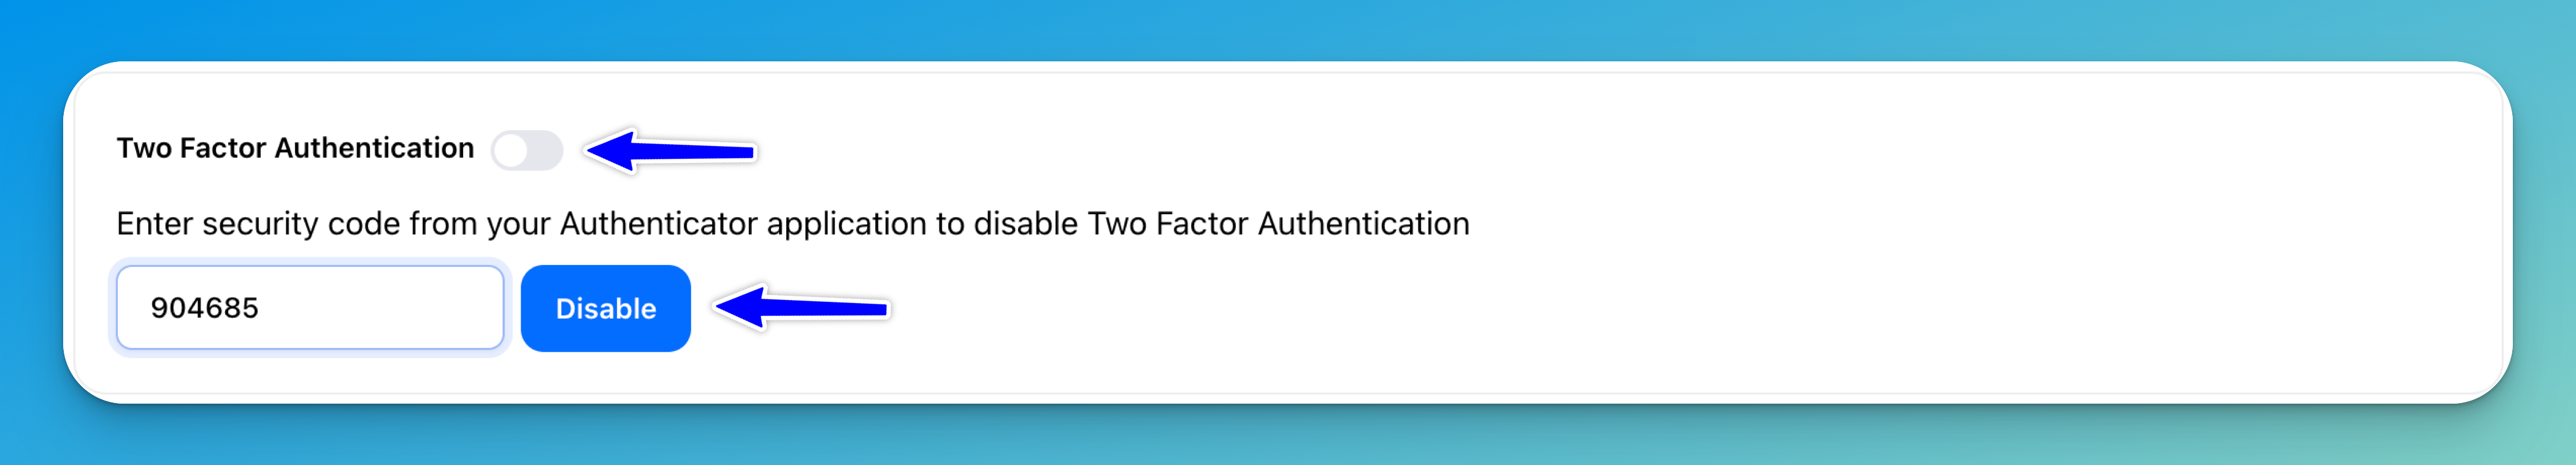 Two Factor Authentication
Enter security code from your Authenticator application to disable Two Factor Authentication
904685
Disable